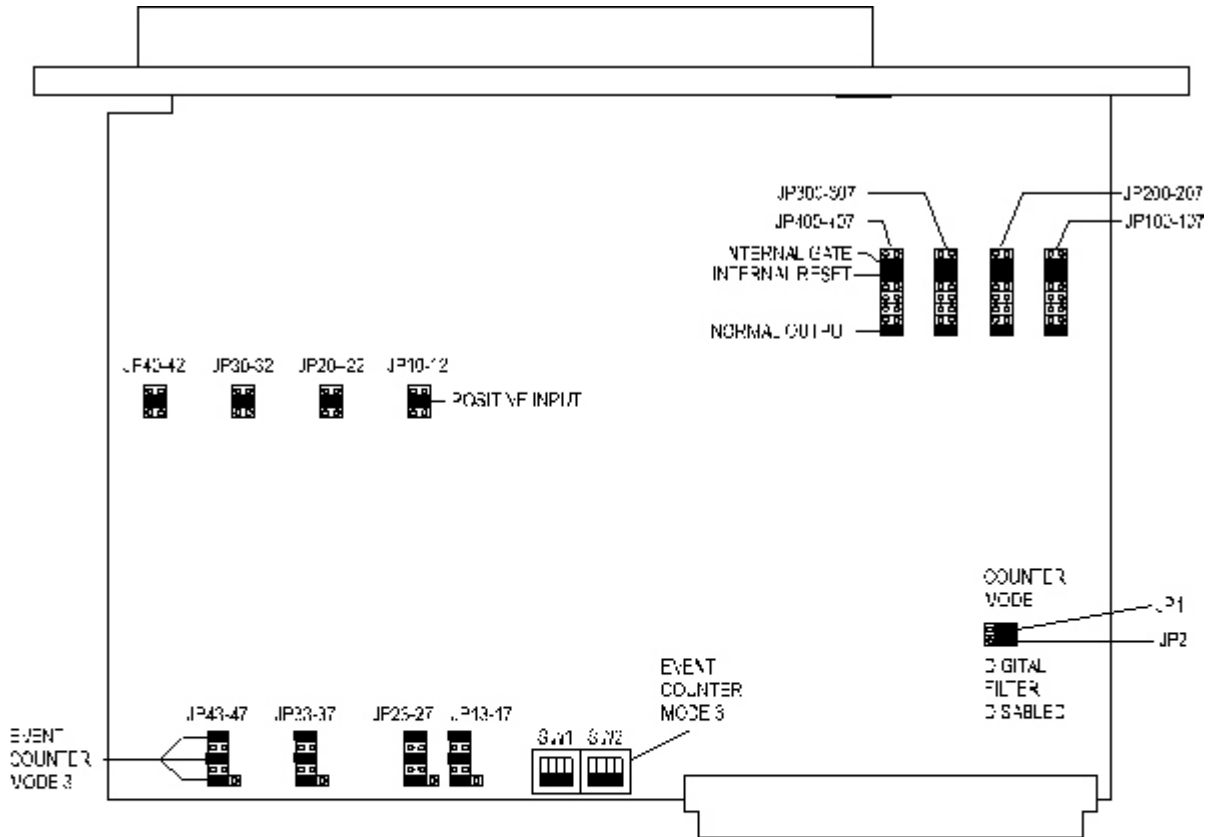 JP300-307
JP200-207
JP400-407
JP100-107
INTERNAL GATE
INTERNAL RESET
NORMAL OUTPU
JP40-42
JP30-32
JP20-22
JP10-12
POSITIVE INPUT
COUNTER
MODE
JP1
JP2
DIGITAL
FILTER
DISABLED
EVENT
COUNTER
MODE 3
JP43-47
JP33-37
JP23-27
JP13-17
SW1
SW2
EVENT
COUNTER
MODE 3